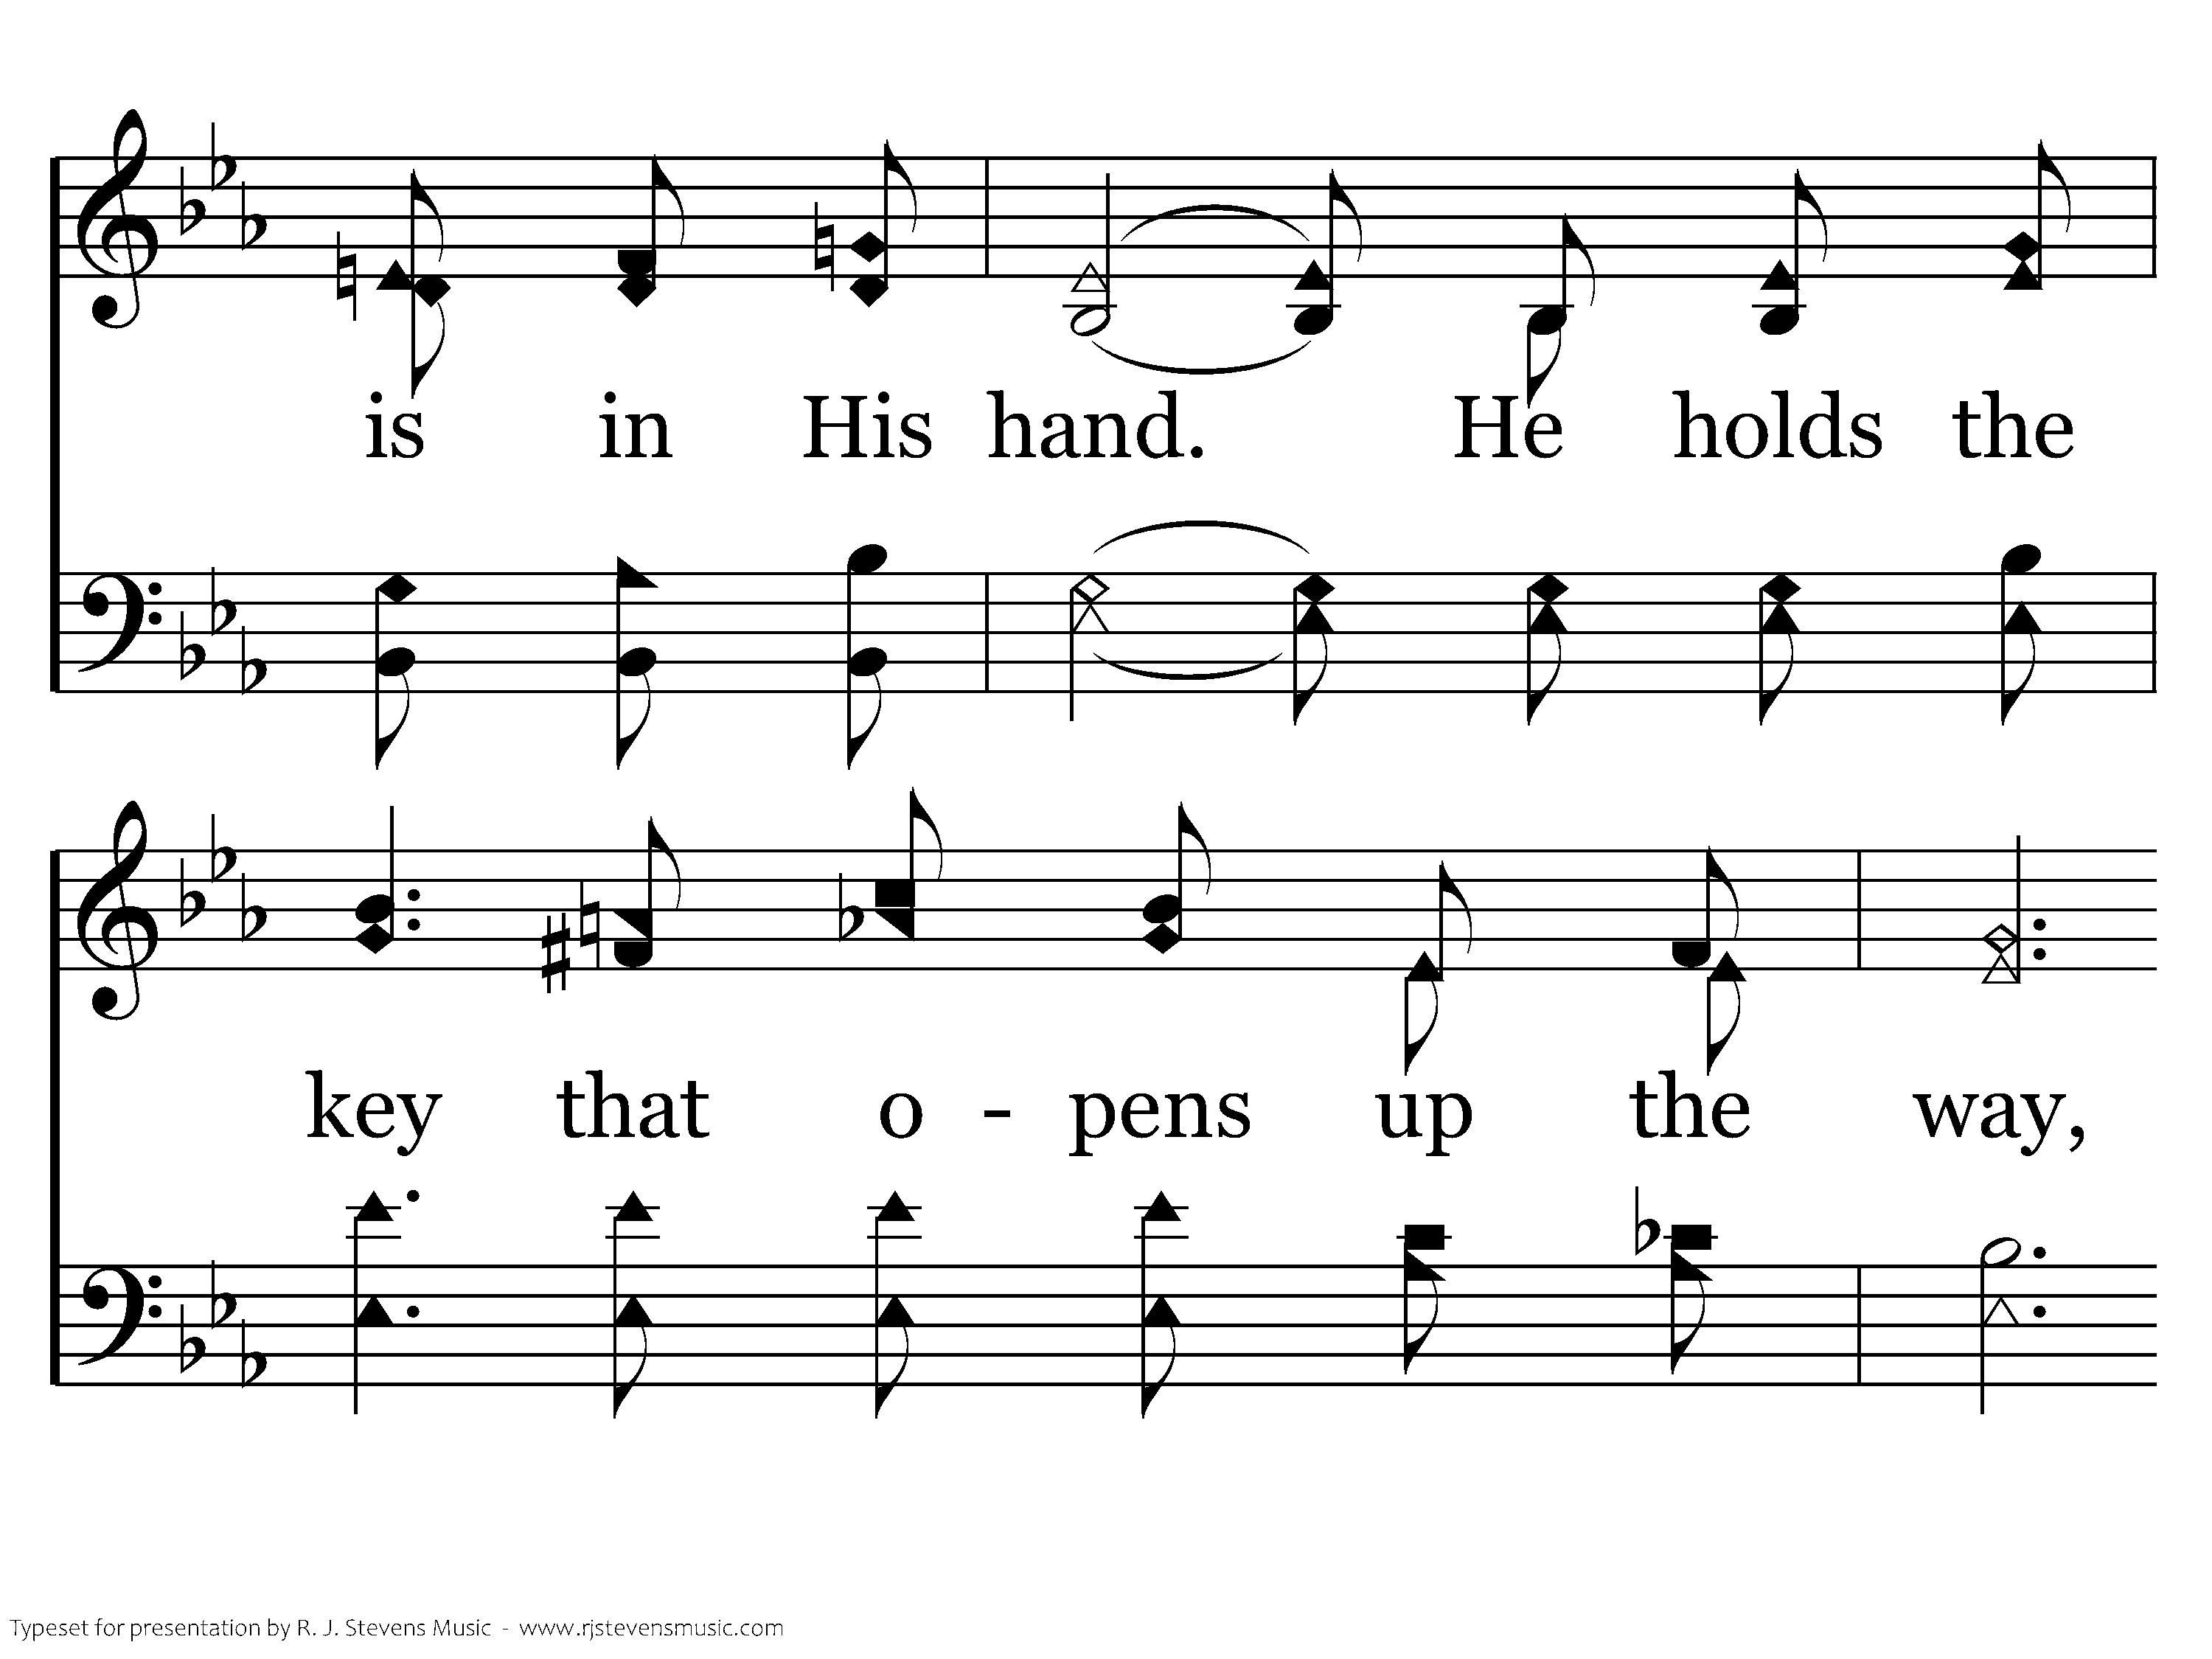 is in His hand. He holds the
key that o - pens up the way,
Typeset for presentation by R. J. Stevens Music - www.rjstevensmusic.com